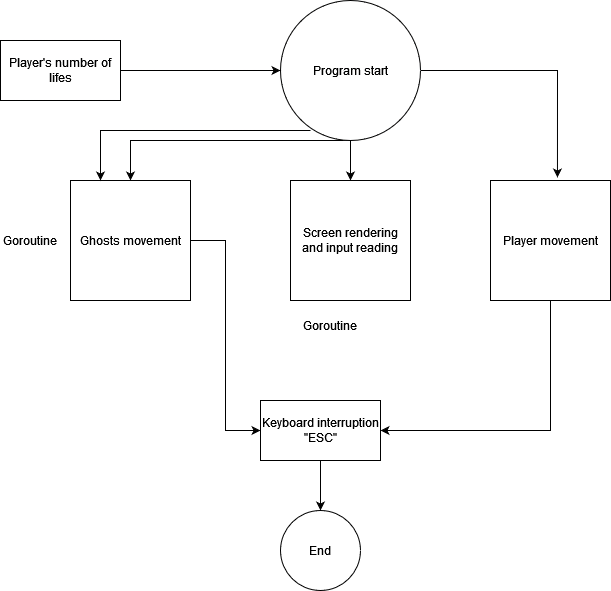 Player's number of
lifes
Program start
Goroutine
Ghosts movement
Screen rendering
and input reading
Player movement
Goroutine
Keyboard interruption
"ESC"
End